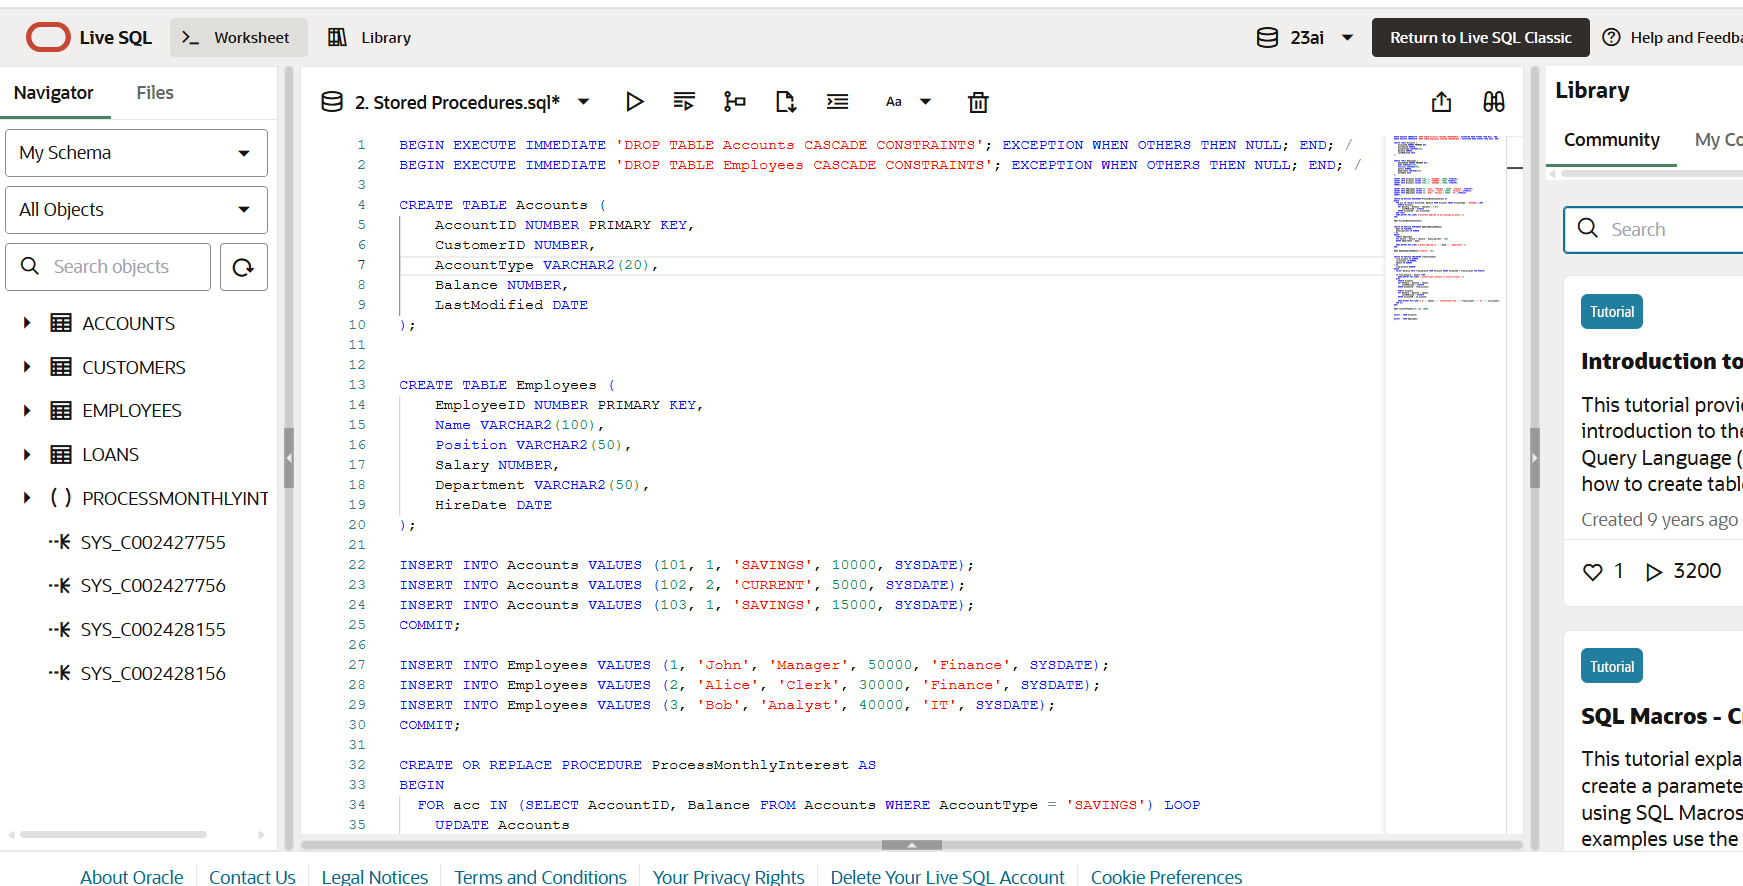 Live SQL
Worksheet
Library
23ai
Return to Live SQL Classic
Help and Feedba
Navigator
Files
My Schema
All Objects
Search objects
ACCOUNTS
CUSTOMERS
EMPLOYEES
LOANS
PROCESSMONTHLYINT
SYS_C002427755
SYS_C002427756
SYS_C002428155
SYS_C002428156
2. Stored Procedures.sql*
Aa
1 BEGIN EXECUTE IMMEDIATE 'DROP TABLE Accounts CASCADE CONSTRAINTS'; EXCEPTION WHEN OTHERS THEN NULL; END; /
2 BEGIN EXECUTE IMMEDIATE 'DROP TABLE Employees CASCADE CONSTRAINTS'; EXCEPTION WHEN OTHERS THEN NULL; END; /
3
4 CREATE TABLE Accounts (
5 AccountID NUMBER PRIMARY KEY,
6 CustomerID NUMBER,
7 AccountType VARCHAR2(20),
8 Balance NUMBER,
9 LastModified DATE
10 );
11
12
13 CREATE TABLE Employees (
14 EmployeeID NUMBER PRIMARY KEY,
15 Name VARCHAR2(100),
16 Position VARCHAR2(50),
17 Salary NUMBER,
18 Department VARCHAR2(50),
19 HireDate DATE
20 );
21
22 INSERT INTO Accounts VALUES (101, 1, 'SAVINGS', 10000, SYSDATE);
23 INSERT INTO Accounts VALUES (102, 2, 'CURRENT', 5000, SYSDATE);
24 INSERT INTO Accounts VALUES (103, 1, 'SAVINGS', 15000, SYSDATE);
25 COMMIT;
26
27 INSERT INTO Employees VALUES (1, 'John', 'Manager', 50000, 'Finance', SYSDATE);
28 INSERT INTO Employees VALUES (2, 'Alice', 'Clerk', 30000, 'Finance', SYSDATE);
29 INSERT INTO Employees VALUES (3, 'Bob', 'Analyst', 40000, 'IT', SYSDATE);
30 COMMIT;
31
32 CREATE OR REPLACE PROCEDURE ProcessMonthlyInterest AS
33 BEGIN
34 FOR acc IN (SELECT AccountID, Balance FROM Accounts WHERE AccountType = 'SAVINGS') LOOP
35 UPDATE Accounts
Library
Community
My Co
Search
Tutorial
Introduction to
This tutorial provi
introduction to the
Query Language (
how to create tabl
Created 9 years ago
1
3200
Tutorial
SQL Macros - C
This tutorial expla
create a paramete
using SQL Macros
examples use the
About Oracle
Contact Us
Legal Notices
Terms and Conditions
Your Privacy Rights
Delete Your Live SQL Account
Cookie Preferences